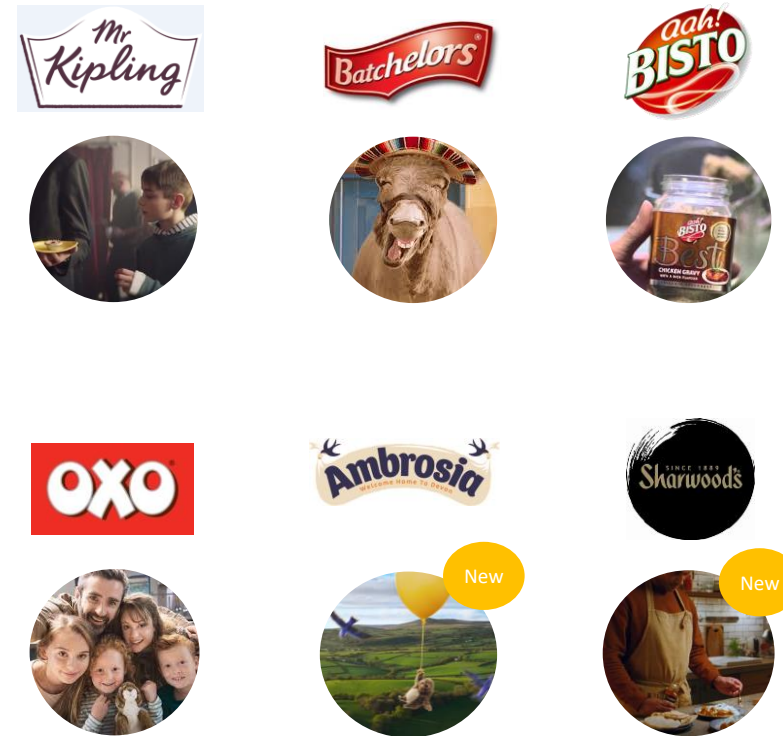 Mr
Kipling
Batchelors
aah!
BISTO
aah!
BISTO
Best
CHICKEN GRAVY
OXO
Ambrosia
Welcome Home To Devon
SINCE 1889
Sharwood's
New
New